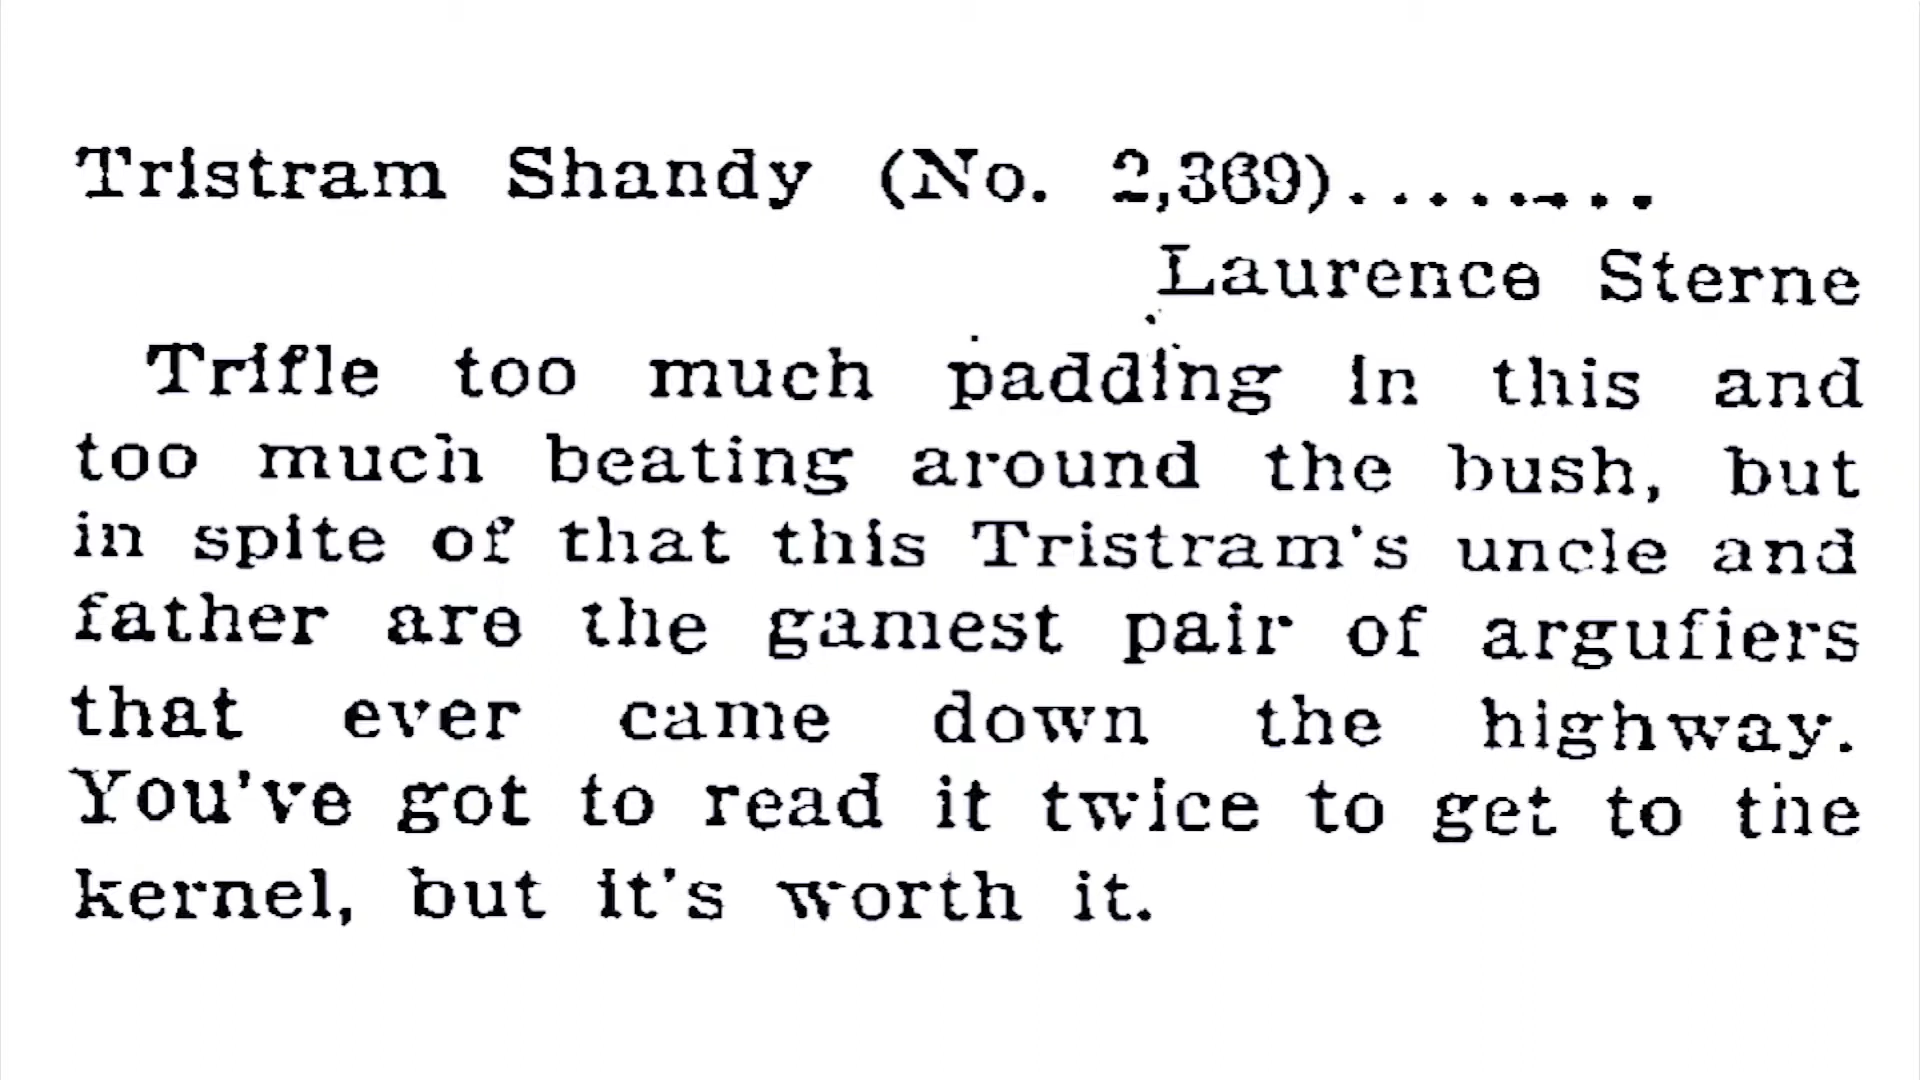 Tristram Shandy (No. 2,369)........
Laurence Sterne
Trifle too much padding in this and
too much beating around the bush, but
in spite of that this Tristram's uncle and
father are the gamest pair of argufiers
that ever came down the highway.
You've got to read it twice to get to the
kernel, but it's worth it.